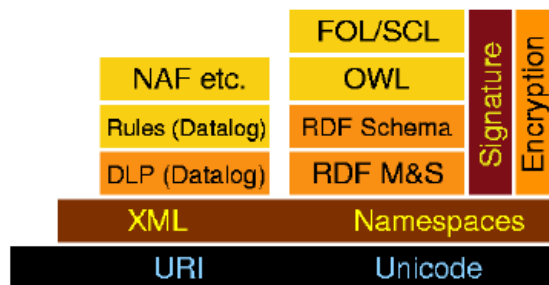 FOL/SCL
NAF etc.
OWL
Rules (Datalog)
RDF Schema
DLP (Datalog)
RDF M&S
Signature
Encryption
XML Namespaces
URI Unicode